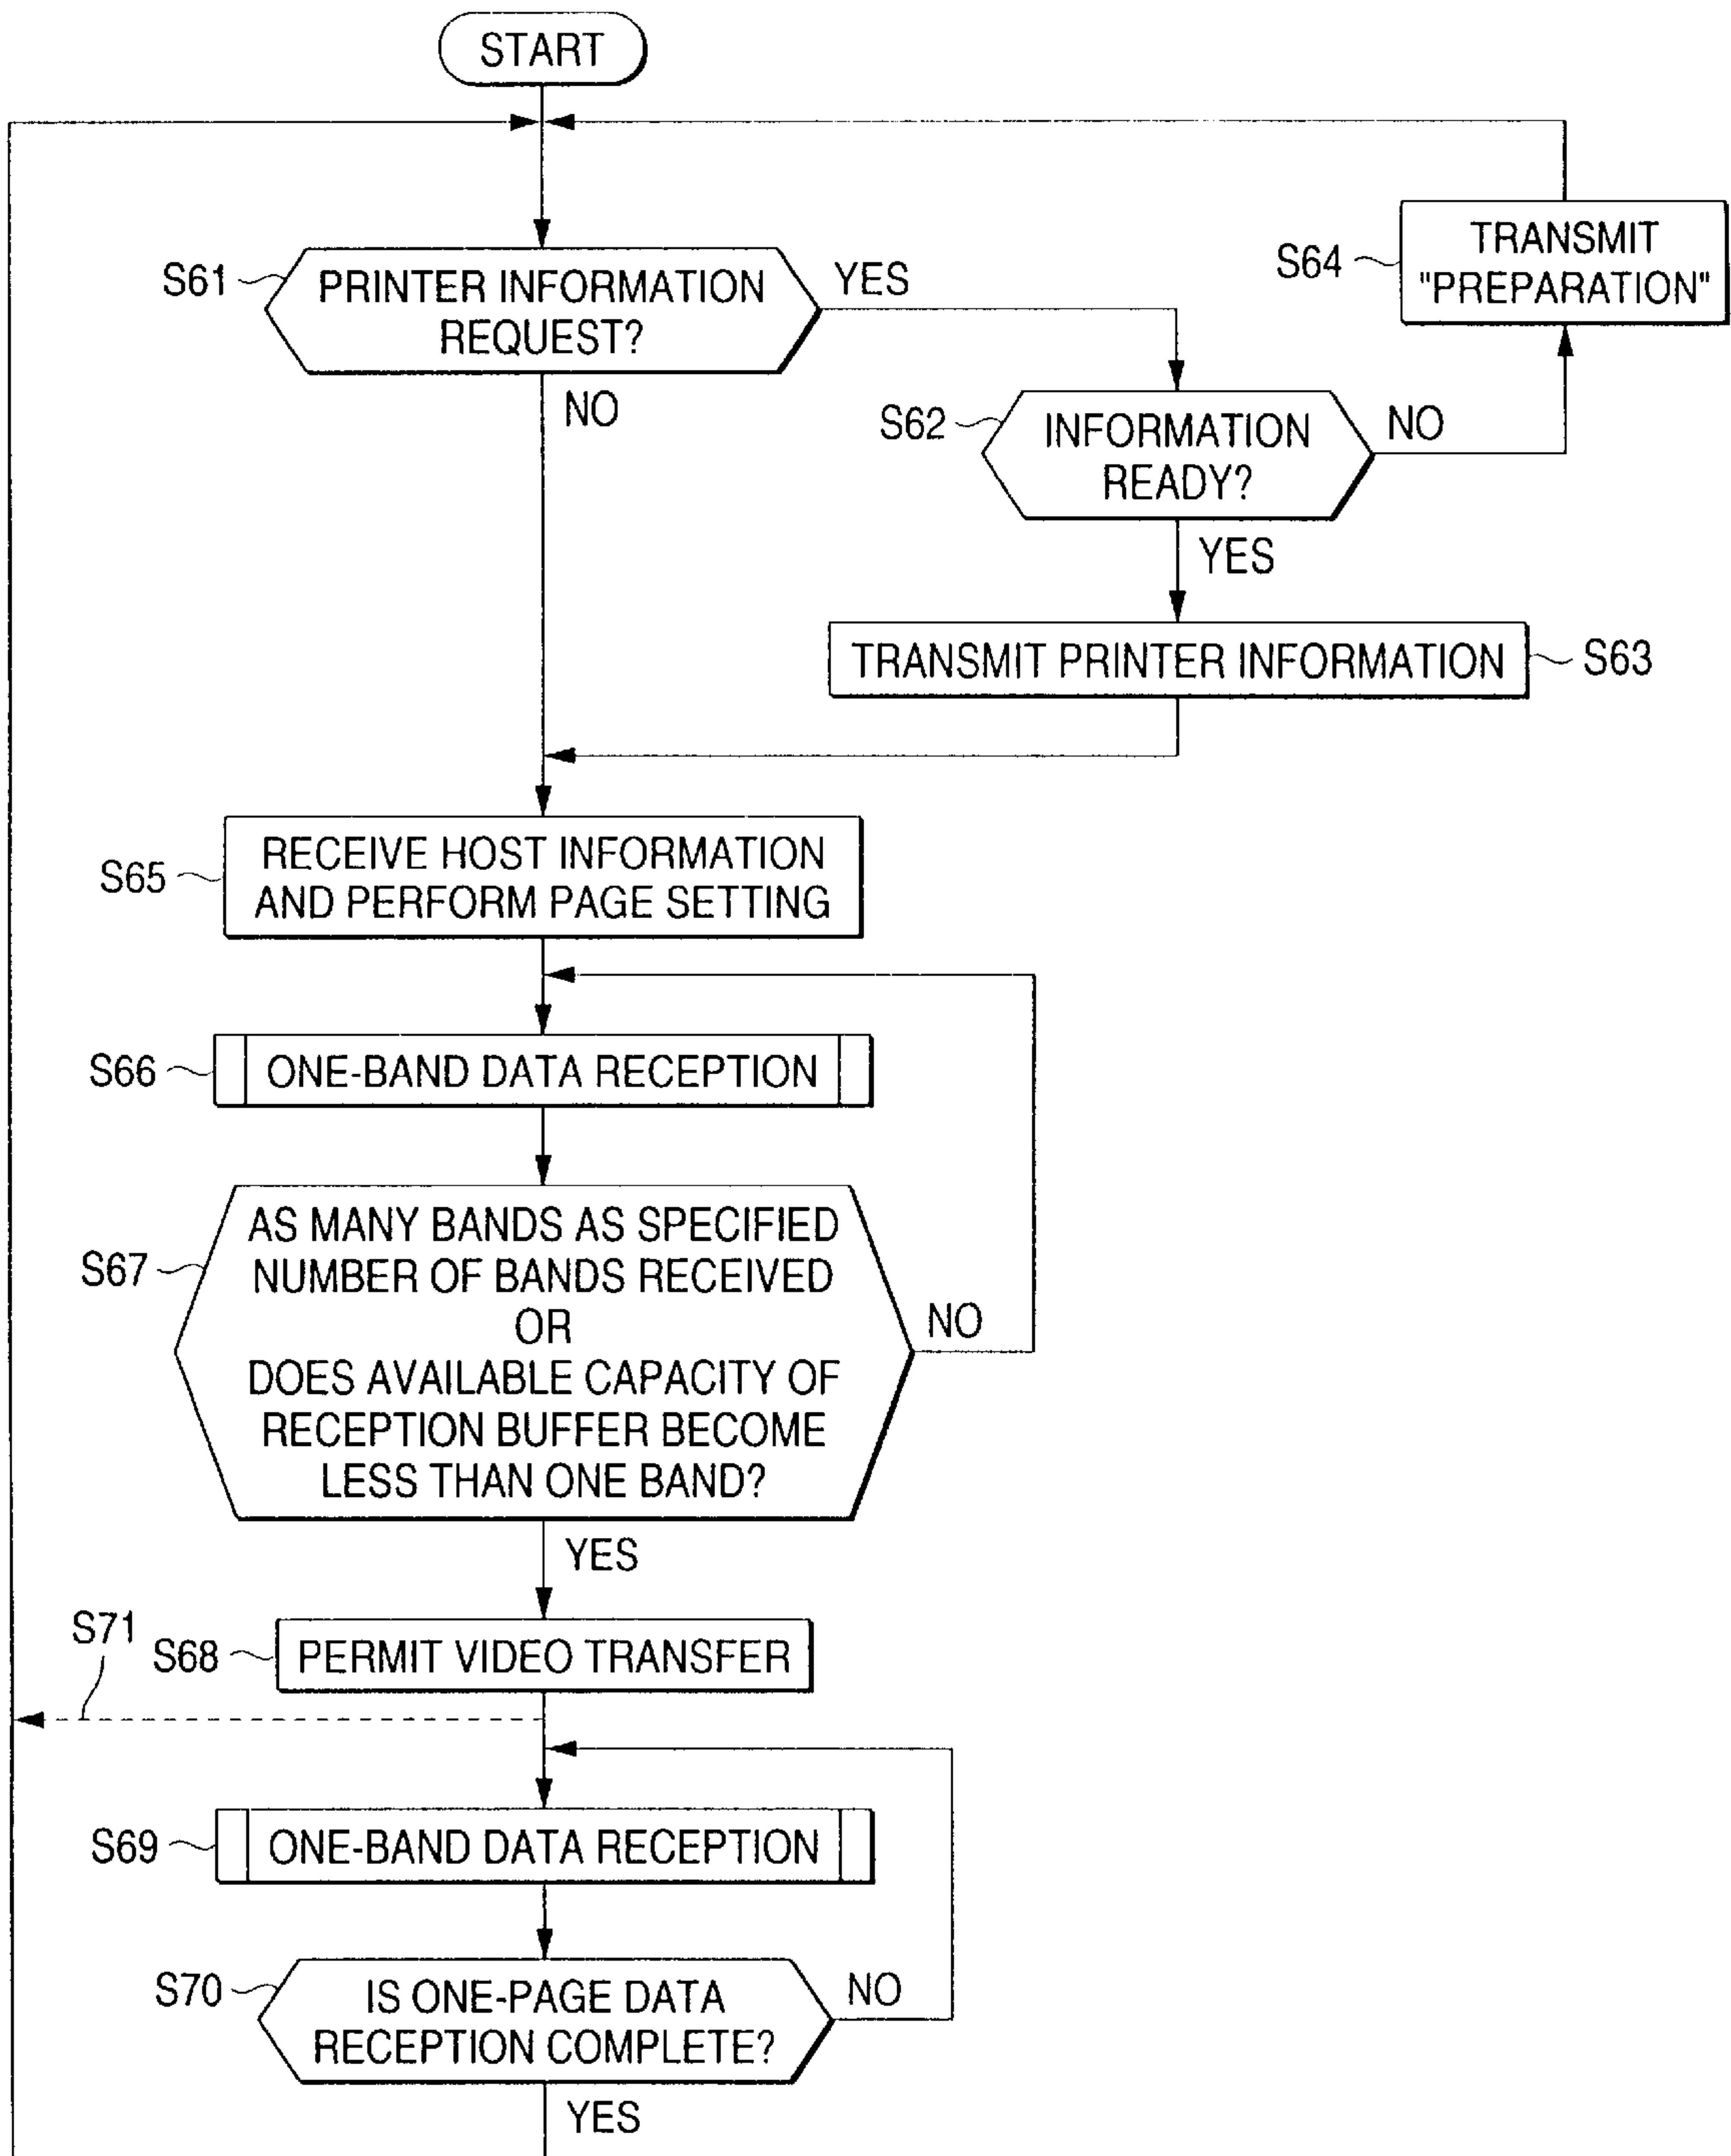 START
S61
PRINTER INFORMATION
REQUEST?
YES
NO
S62
INFORMATION
READY?
NO
YES
S64
TRANSMIT
"PREPARATION"
TRANSMIT PRINTER INFORMATION
S63
S65
RECEIVE HOST INFORMATION
AND PERFORM PAGE SETTING
S66
ONE-BAND DATA RECEPTION
S67
AS MANY BANDS AS SPECIFIED
NUMBER OF BANDS RECEIVED
OR
DOES AVAILABLE CAPACITY OF
RECEPTION BUFFER BECOME
LESS THAN ONE BAND?
NO
YES
S71
S68
PERMIT VIDEO TRANSFER
S69
ONE-BAND DATA RECEPTION
S70
IS ONE-PAGE DATA
RECEPTION COMPLETE?
NO
YES